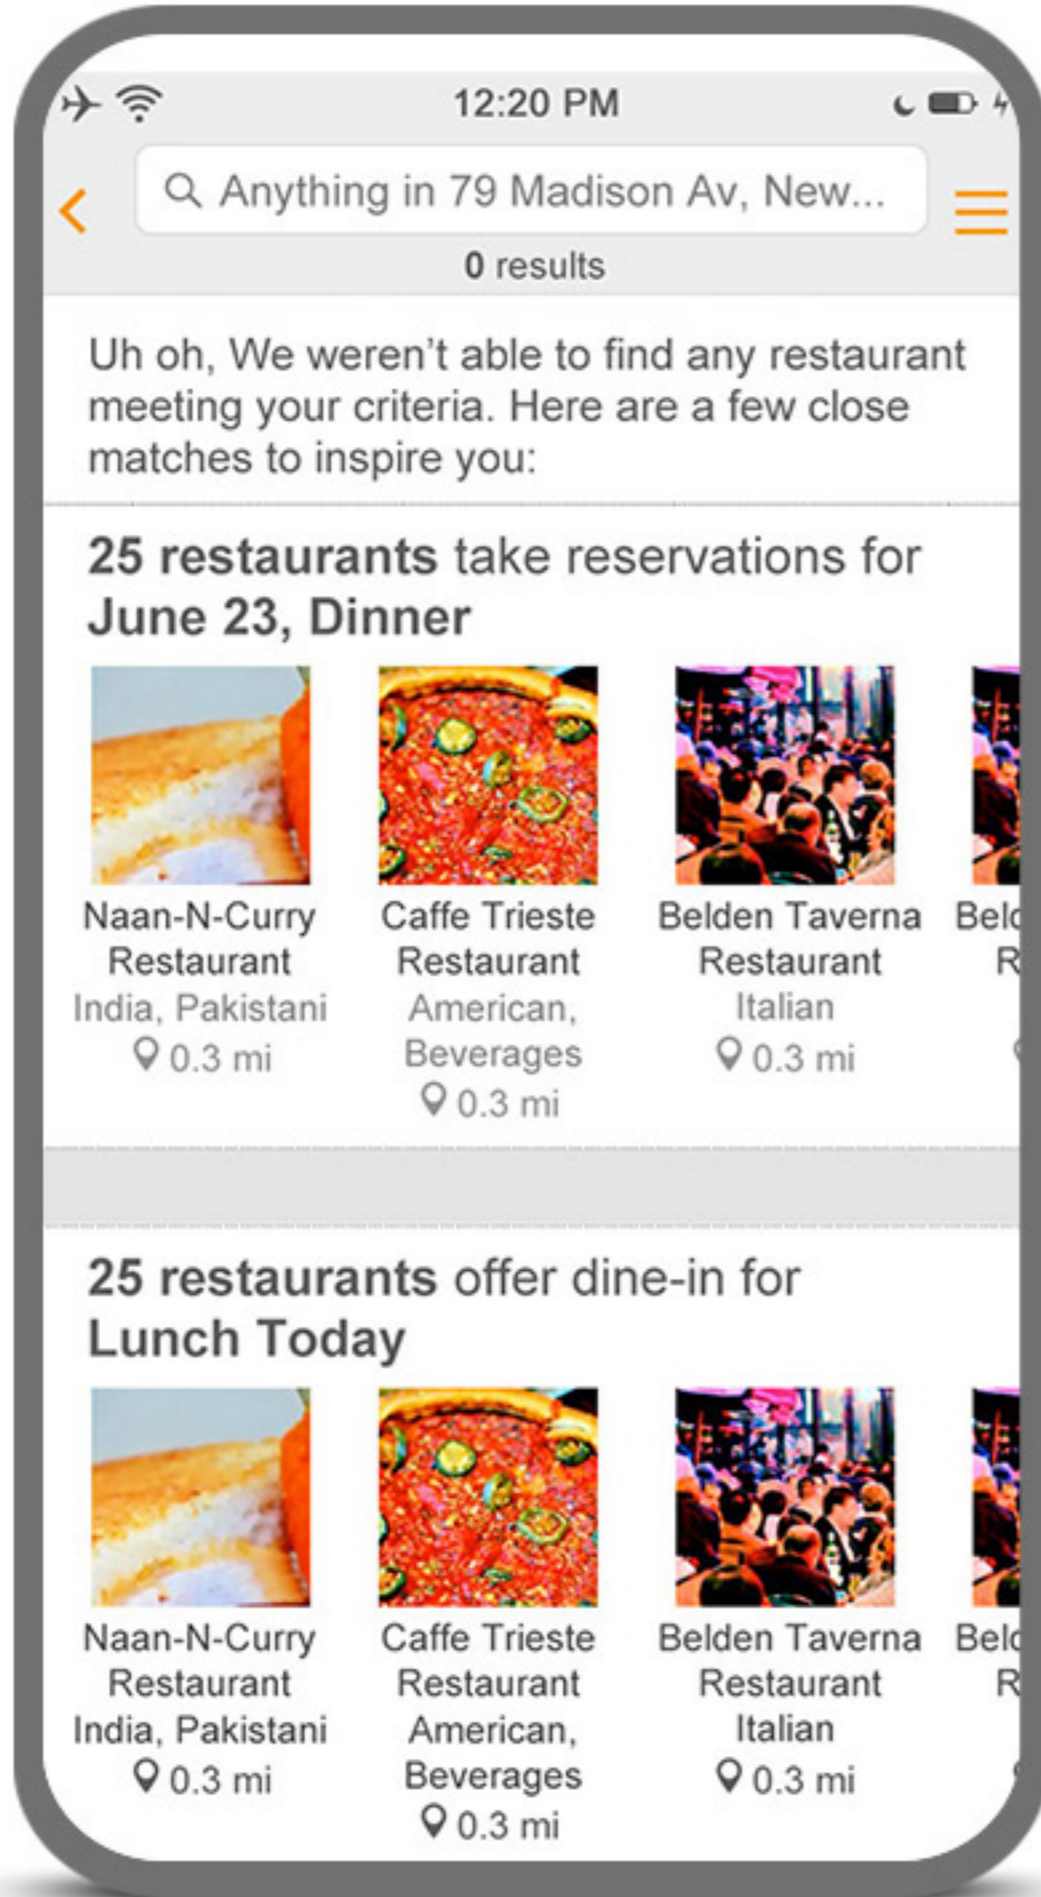 12:20 PM
Anything in 79 Madison Av, New...
0 results
Uh oh, We weren't able to find any restaurant
meeting your criteria. Here are a few close
matches to inspire you:
25 restaurants take reservations for
June 23, Dinner
Naan-N-Curry
Restaurant
India, Pakistani
0.3 mi
Caffe Trieste
Restaurant
American,
Beverages
0.3 mi
Belden Taverna
Restaurant
Italian
0.3 mi
25 restaurants offer dine-in for
Lunch Today
Naan-N-Curry
Restaurant
India, Pakistani
0.3 mi
Caffe Trieste
Restaurant
American,
Beverages
0.3 mi
Belden Taverna
Restaurant
Italian
0.3 mi